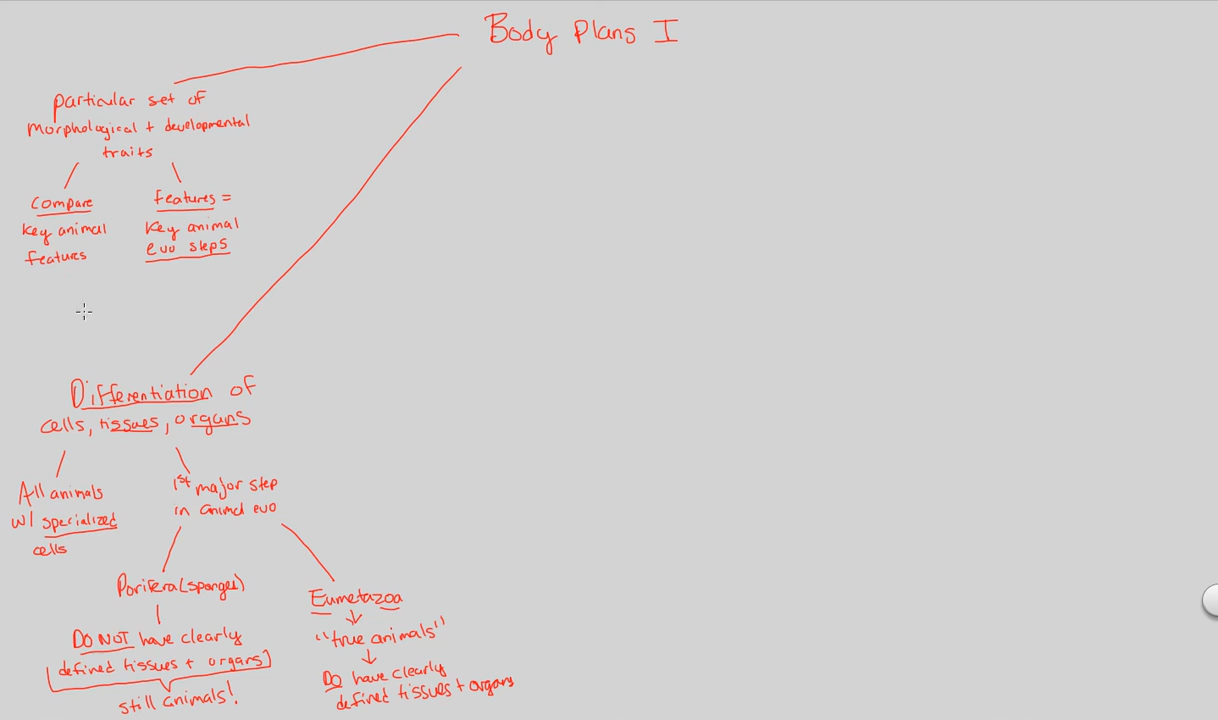 Body Plans I
particular set of
morphological + developmental
traits
Compare
key animal
features
features =
key animal
evo steps
Differentiation of
cells, tissues, organs
All animals
w/ specialized
cells
1st major step
in animal evo
Porifera (sponges)
DO NOT have clearly
defined tissues + organs
still animals!
Eumetazoa
"true animals"
DO have clearly
defined tissues + organs